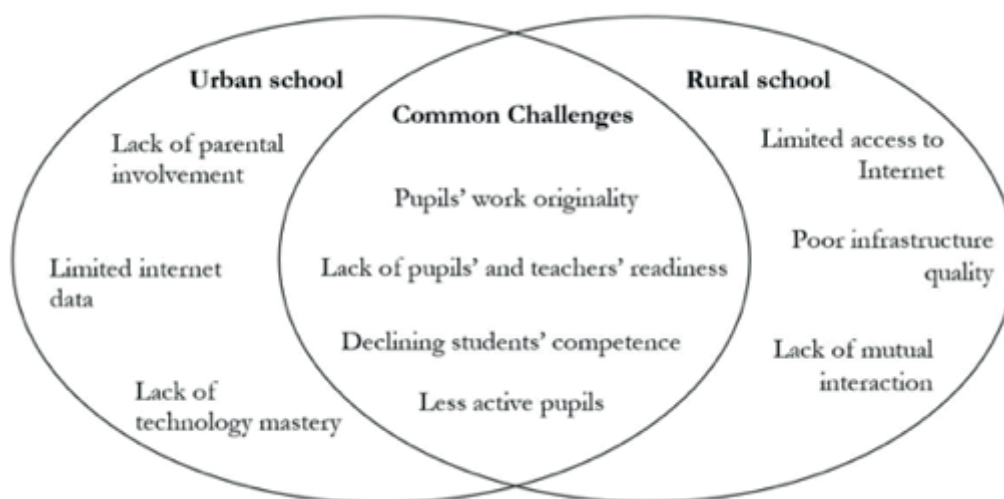 Urban school
Lack of parental
involvement
Limited internet
data
Lack of
technology mastery
Common Challenges
Pupils' work originality
Lack of pupils' and teachers' readiness
Declining students' competence
Less active pupils
Rural school
Limited access to
Internet
Poor infrastructure
quality
Lack of mutual
interaction